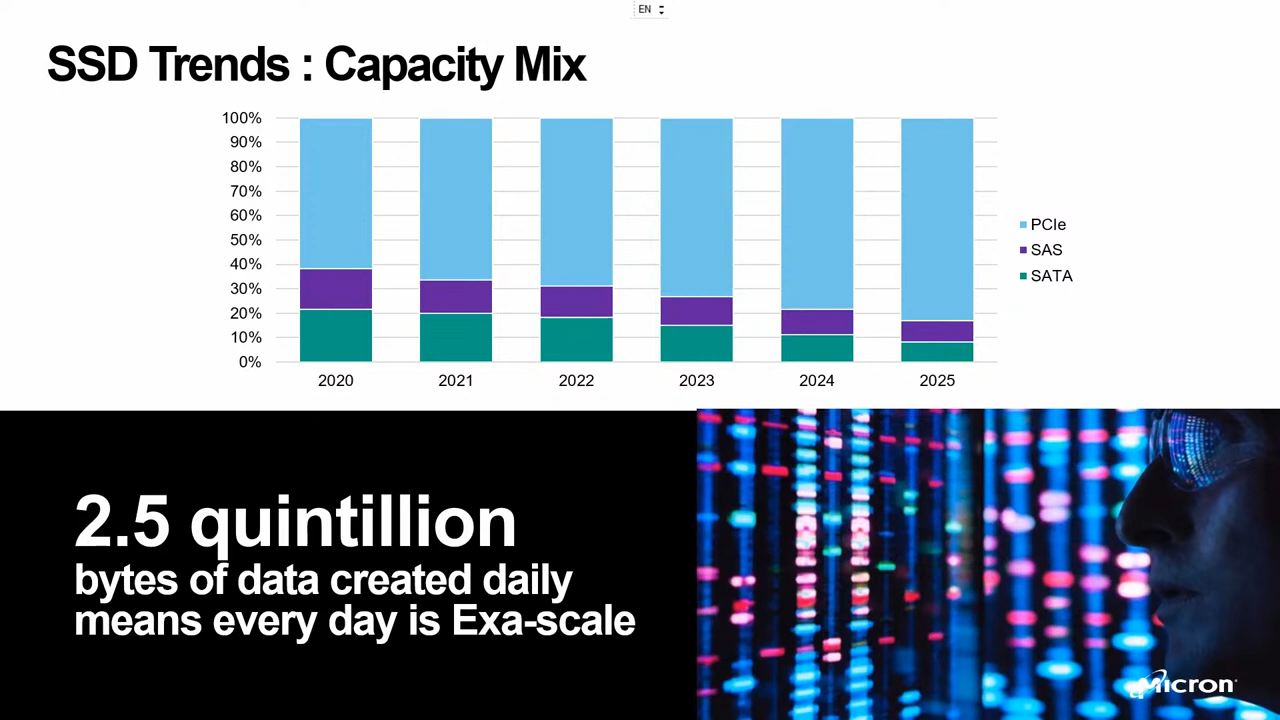 EN
SSD Trends : Capacity Mix
100%
90%
80%
70%
60%
50%
40%
30%
20%
10%
0%
2020 2021 2022 2023 2024 2025
PCIe
SAS
SATA
2.5 quintillion
bytes of data created daily
means every day is Exa-scale
Micron